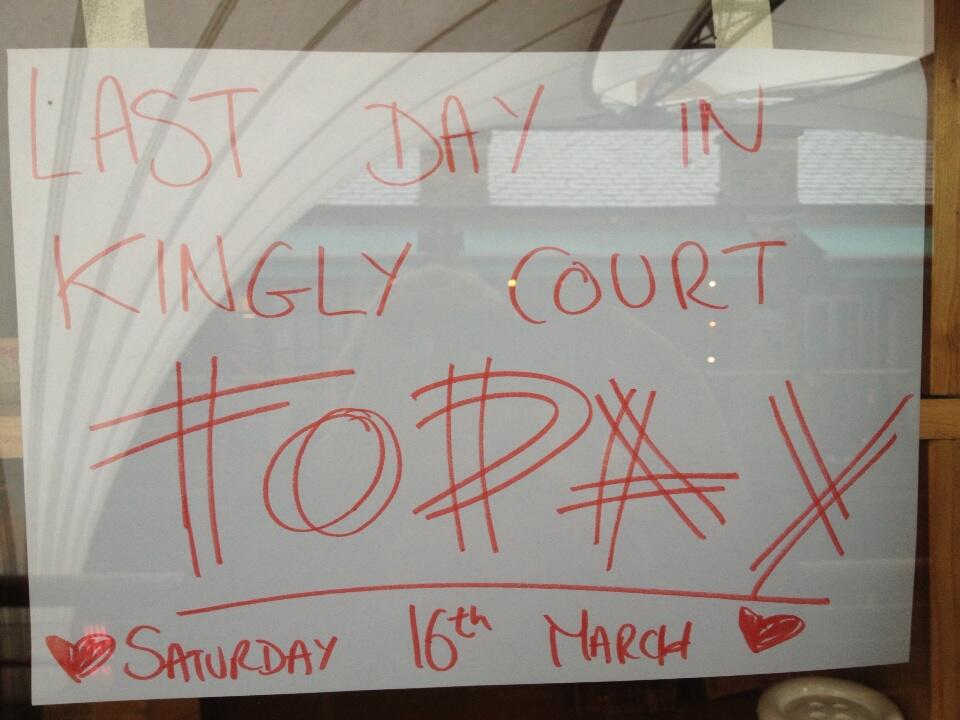 LAST DAY IN
KINGLY COURT
TODAY
SATURDAY 16th MARCH